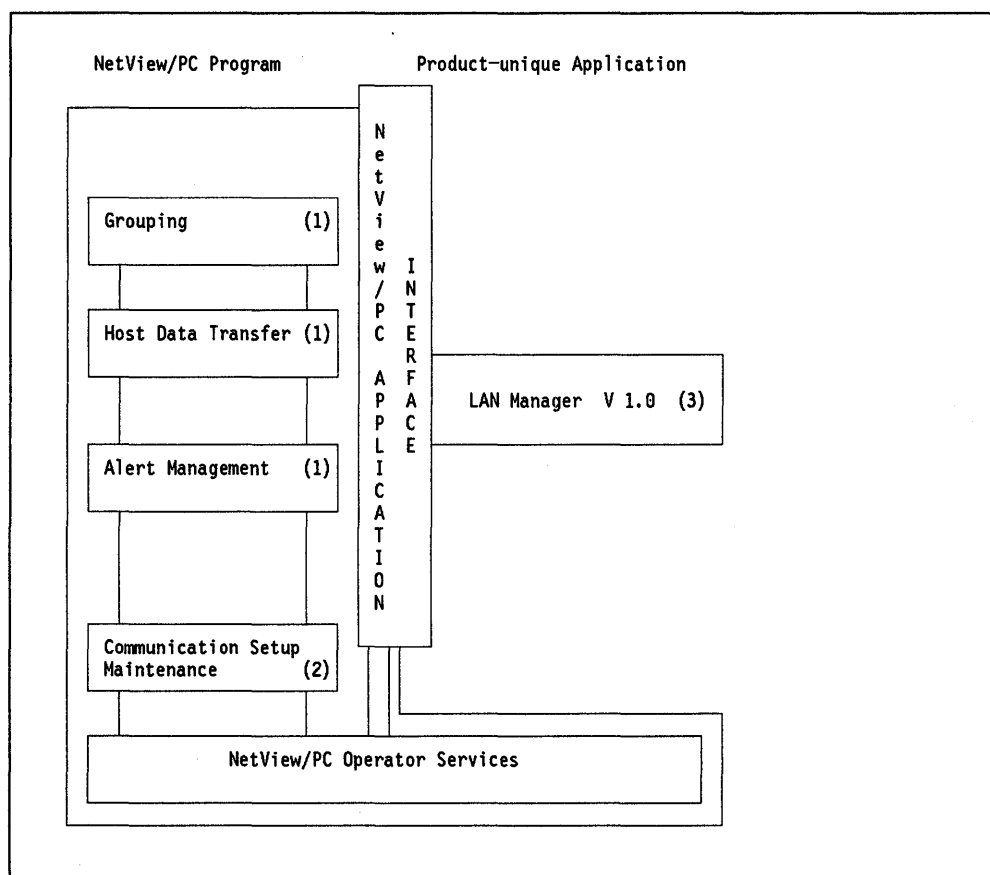 NetView/PC Program
Product-unique Application
NetView/PC APPLICATION
INTERFACE
Grouping (1)
Host Data Transfer (1)
Alert Management (1)
Communication Setup
Maintenance (2)
LAN Manager V 1.0 (3)
NetView/PC Operator Services